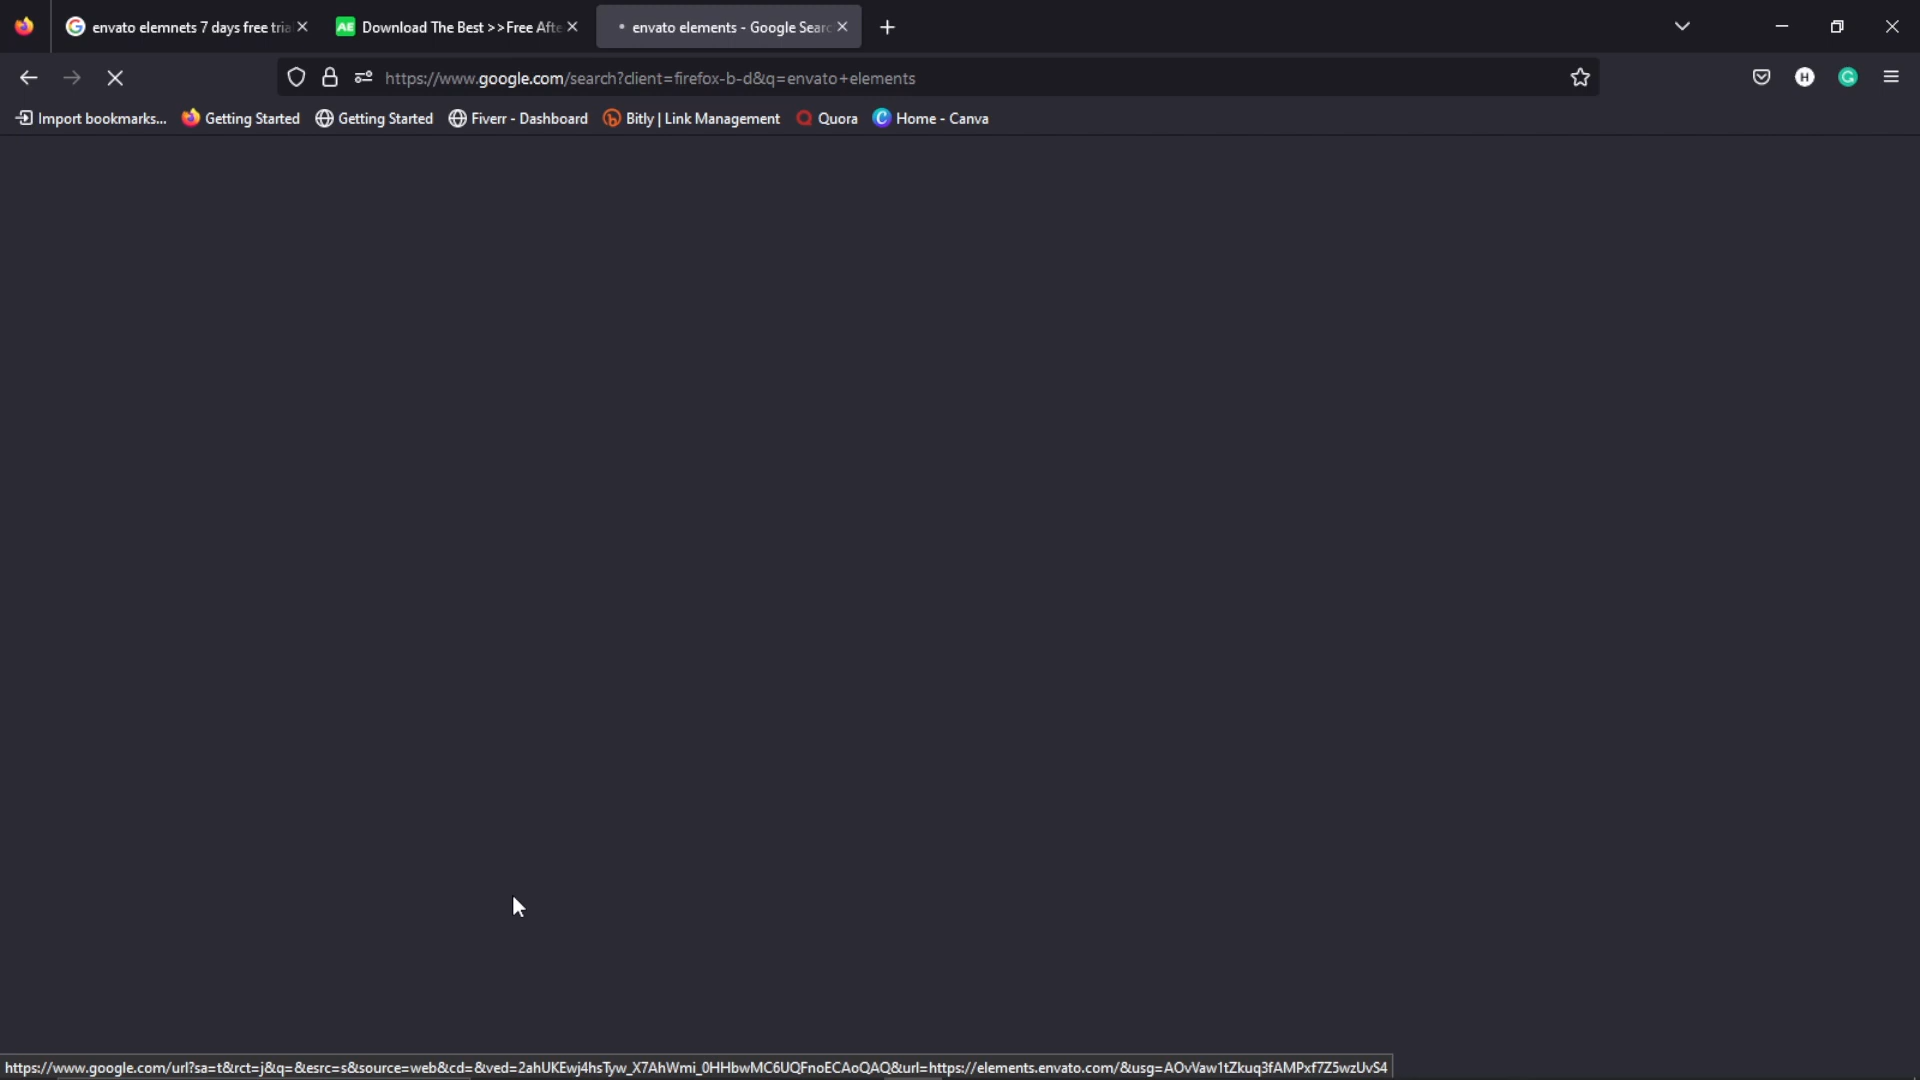 envato elemnets 7 days free tria
AE Download The Best >>Free Afte
envato elements - Google Sear
https://www.google.com/search?client=firefox-b-d&q=envato+elements
H
Import bookmarks...
Getting Started
Getting Started
Fiverr - Dashboard
Bitly | Link Management
Quora
Home - Canva
https://www.google.com/url?sa=t&rct=j&q=&esrc=s&source=web&cd=&ved=2ahUKEwj4hsTyw_X7AhWmi_0HHbwMC6UQFnoECAoQAQ&url=https://elements.envato.com/&usg=AOvVaw1tZkuq3fAMPxf7Z5wzUvS4